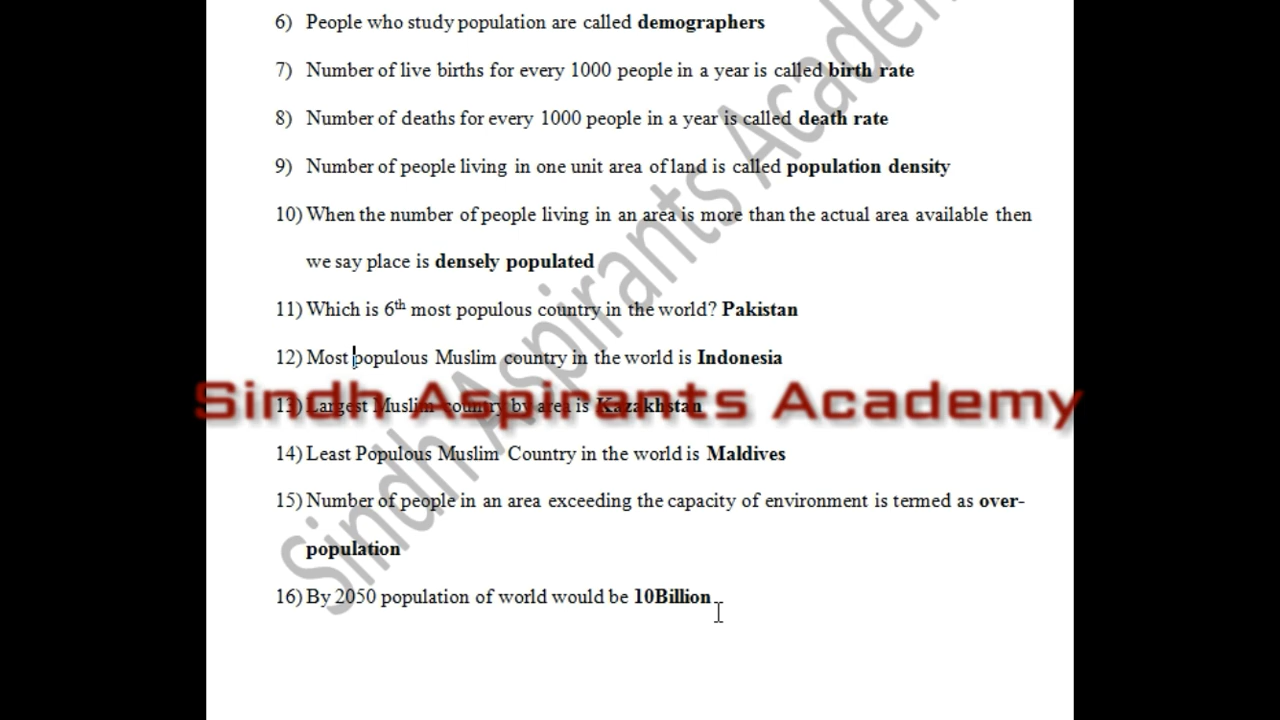 6) People who study population are called demographers
7) Number of live births for every 1000 people in a year is called birth rate
8) Number of deaths for every 1000 people in a year is called death rate
9) Number of people living in one unit area of land is called population density
10) When the number of people living in an area is more than the actual area available then
we say place is densely populated
11) Which is 6th most populous country in the world? Pakistan
12) Most populous Muslim country in the world is Indonesia
13) Largest Muslim country by area is Kazakhstan
Sindh Aspirants Academy
14) Least Populous Muslim Country in the world is Maldives
15) Number of people in an area exceeding the capacity of environment is termed as over-
population
16) By 2050 population of world would be 10Billion
Sindh Aspirants Academ